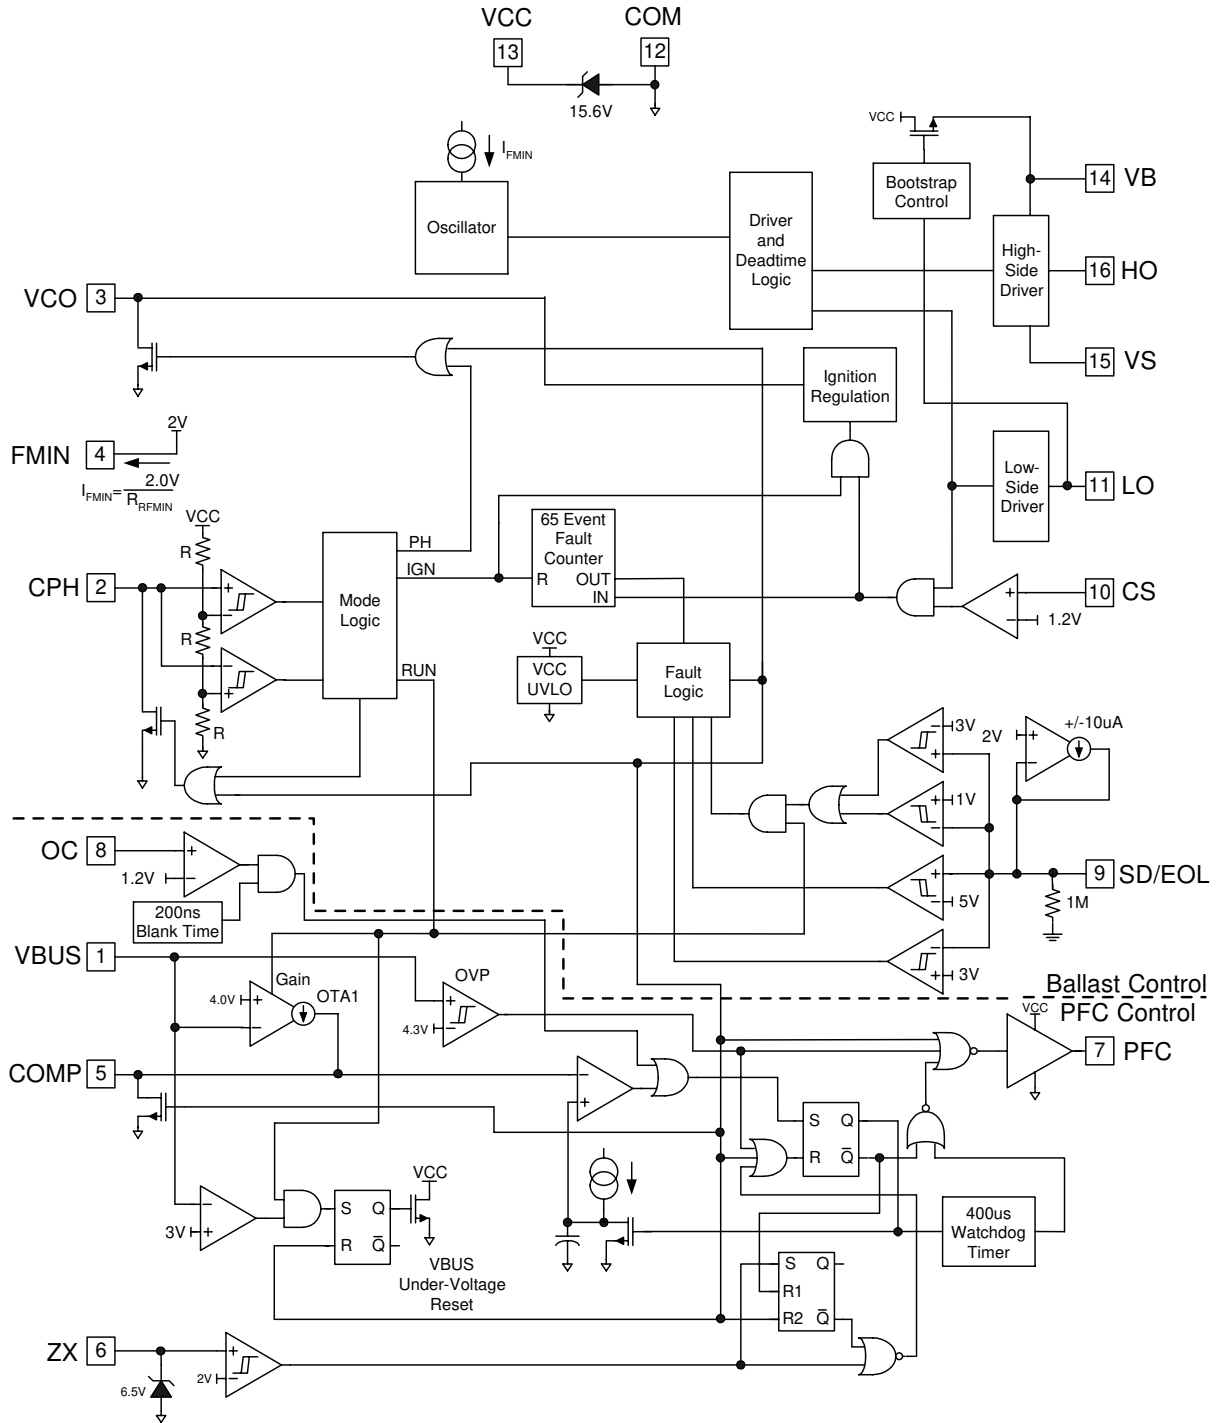 VCC
COM
13
12
15.6V
I_FMIN
Oscillator
Driver
and
Deadtime
Logic
VCC
Bootstrap
Control
14 VB
High-
Side
Driver
16 HO
15 VS
VCO 3
Ignition
Regulation
FMIN 4
2V
I_FMIN = 2.0V
R_RFMIN
Low-
Side
Driver
11 LO
VCC
R
R
R
CPH 2
+
−
−
+
Mode
Logic
PH
IGN
RUN
65 Event
Fault
Counter
R
OUT
IN
+
−
10 CS
1.2V
VCC
VCC
UVLO
Fault
Logic
−
3V
+
+
1V
−
+
−
5V
−
+
3V
2V
+
−
+/-10uA
9 SD/EOL
1M
OC 8
+
−
1.2V
200ns
Blank Time
VBUS 1
Gain
4.0V
+
−
OTA1
OVP
+
4.3V
−
Ballast Control
PFC Control
VCC
7 PFC
COMP 5
−
+
S Q
R Q̅
3V
−
+
S Q
R Q̅
VCC
VBUS
Under-Voltage
Reset
400us
Watchdog
Timer
S Q
R1
R2 Q̅
ZX 6
6.5V
+
2V
−